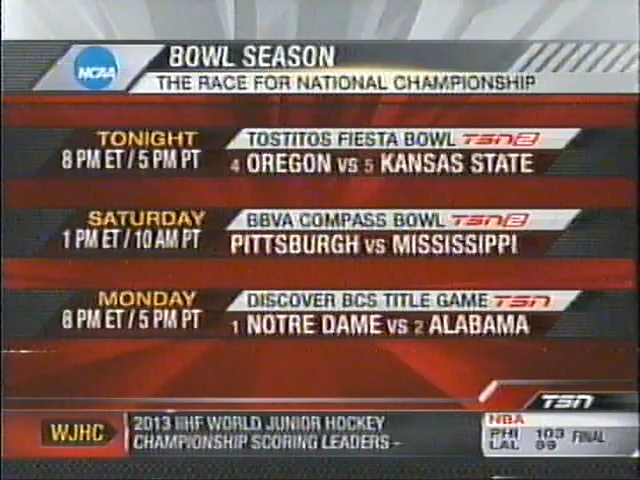 NCAA
BOWL SEASON
THE RACE FOR NATIONAL CHAMPIONSHIP
TONIGHT
8 PM ET / 5 PM PT
TOSTITOS FIESTA BOWL TSN2
4 OREGON VS 5 KANSAS STATE
SATURDAY
1 PM ET / 10 AM PT
BBVA COMPASS BOWL TSN2
PITTSBURGH VS MISSISSIPPI
MONDAY
8 PM ET / 5 PM PT
DISCOVER BCS TITLE GAME TSN
1 NOTRE DAME VS 2 ALABAMA
TSN
WJHC
2013 IIHF WORLD JUNIOR HOCKEY
CHAMPIONSHIP SCORING LEADERS -
NBA
PHI 103
LAL 99
FINAL